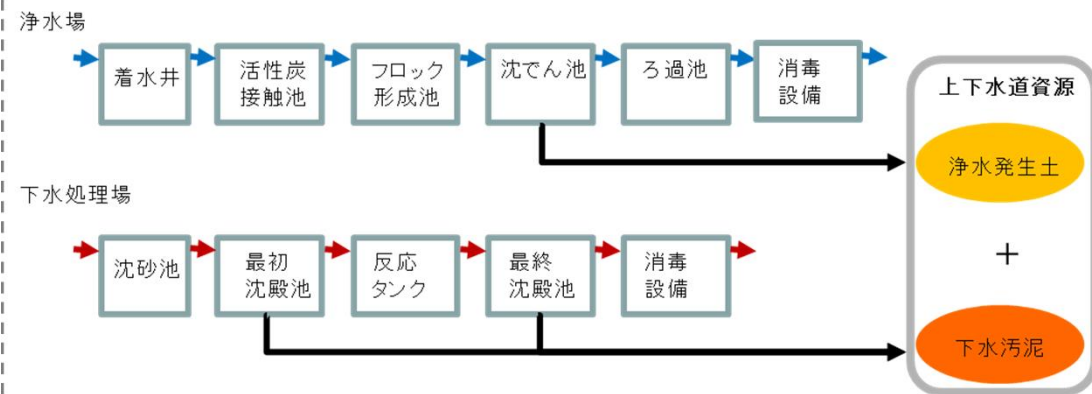 浄水場
着水井
活性炭
接触池
フロック
形成池
沈でん池
ろ過池
消毒
設備
上下水道資源
浄水発生土
下水処理場
沈砂池
最初
沈殿池
反応
タンク
最終
沈殿池
消毒
設備
+
下水汚泥